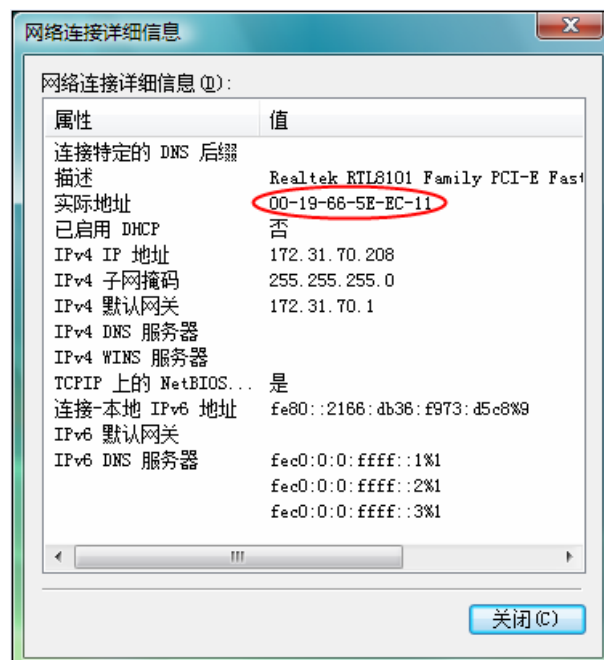 网络连接详细信息
网络连接详细信息(D):
属性 值
连接特定的 DNS 后缀
描述 Realtek RTL8101 Family PCI-E Fast
实际地址 00-19-66-5E-EC-11
已启用 DHCP 否
IPv4 IP 地址 172.31.70.208
IPv4 子网掩码 255.255.255.0
IPv4 默认网关 172.31.70.1
IPv4 DNS 服务器
IPv4 WINS 服务器
TCPIP 上的 NetBIOS... 是
连接-本地 IPv6 地址 fe80::2166:db36:f973:d5c8%9
IPv6 默认网关
IPv6 DNS 服务器 fec0:0:0:ffff::1%1
fec0:0:0:ffff::2%1
fec0:0:0:ffff::3%1
关闭(C)